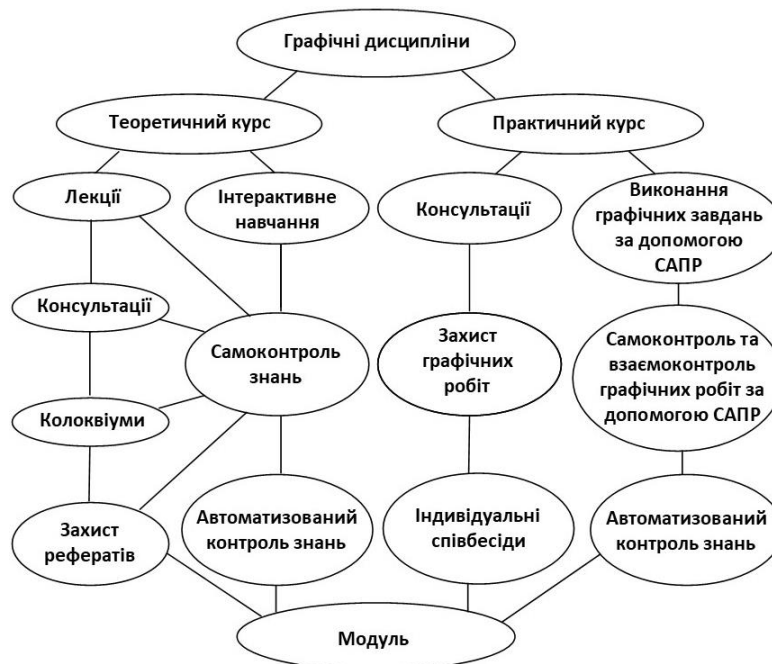 Графічні дисципліни
Теоретичний курс
Практичний курс
Лекції
Інтерактивне
навчання
Консультації
Виконання
графічних завдань
за допомогою
САПР
Консультації
Самоконтроль
знань
Захист
графічних
робіт
Самоконтроль та
взаємоконтроль
графічних робіт за
допомогою САПР
Колоквіуми
Захист
рефератів
Автоматизований
контроль знань
Індивідуальні
співбесіди
Автоматизований
контроль знань
Модуль